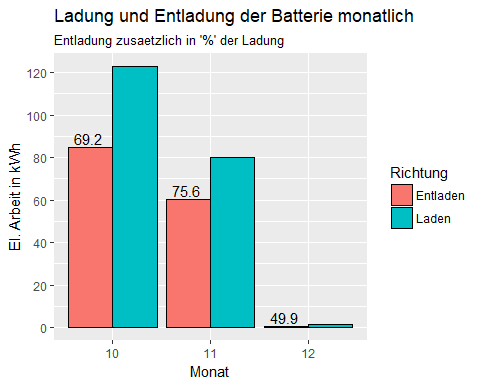 Ladung und Entladung der Batterie monatlich
Entladung zusaetzlich in '%' der Ladung
El. Arbeit in kWh
120
100
80
60
40
20
0
69.2
75.6
49.9
10
11
12
Monat
Richtung
Entladen
Laden